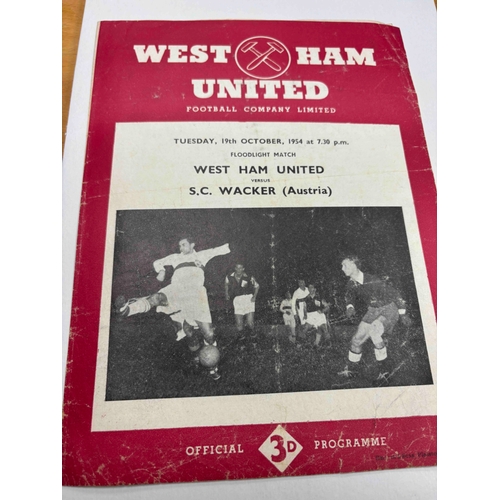 WEST HAM
UNITED
FOOTBALL COMPANY LIMITED
TUESDAY, 19th OCTOBER, 1954 at 7.30 p.m.
FLOODLIGHT MATCH
WEST HAM UNITED
VERSUS
S.C. WACKER (Austria)
OFFICIAL 3D PROGRAMME